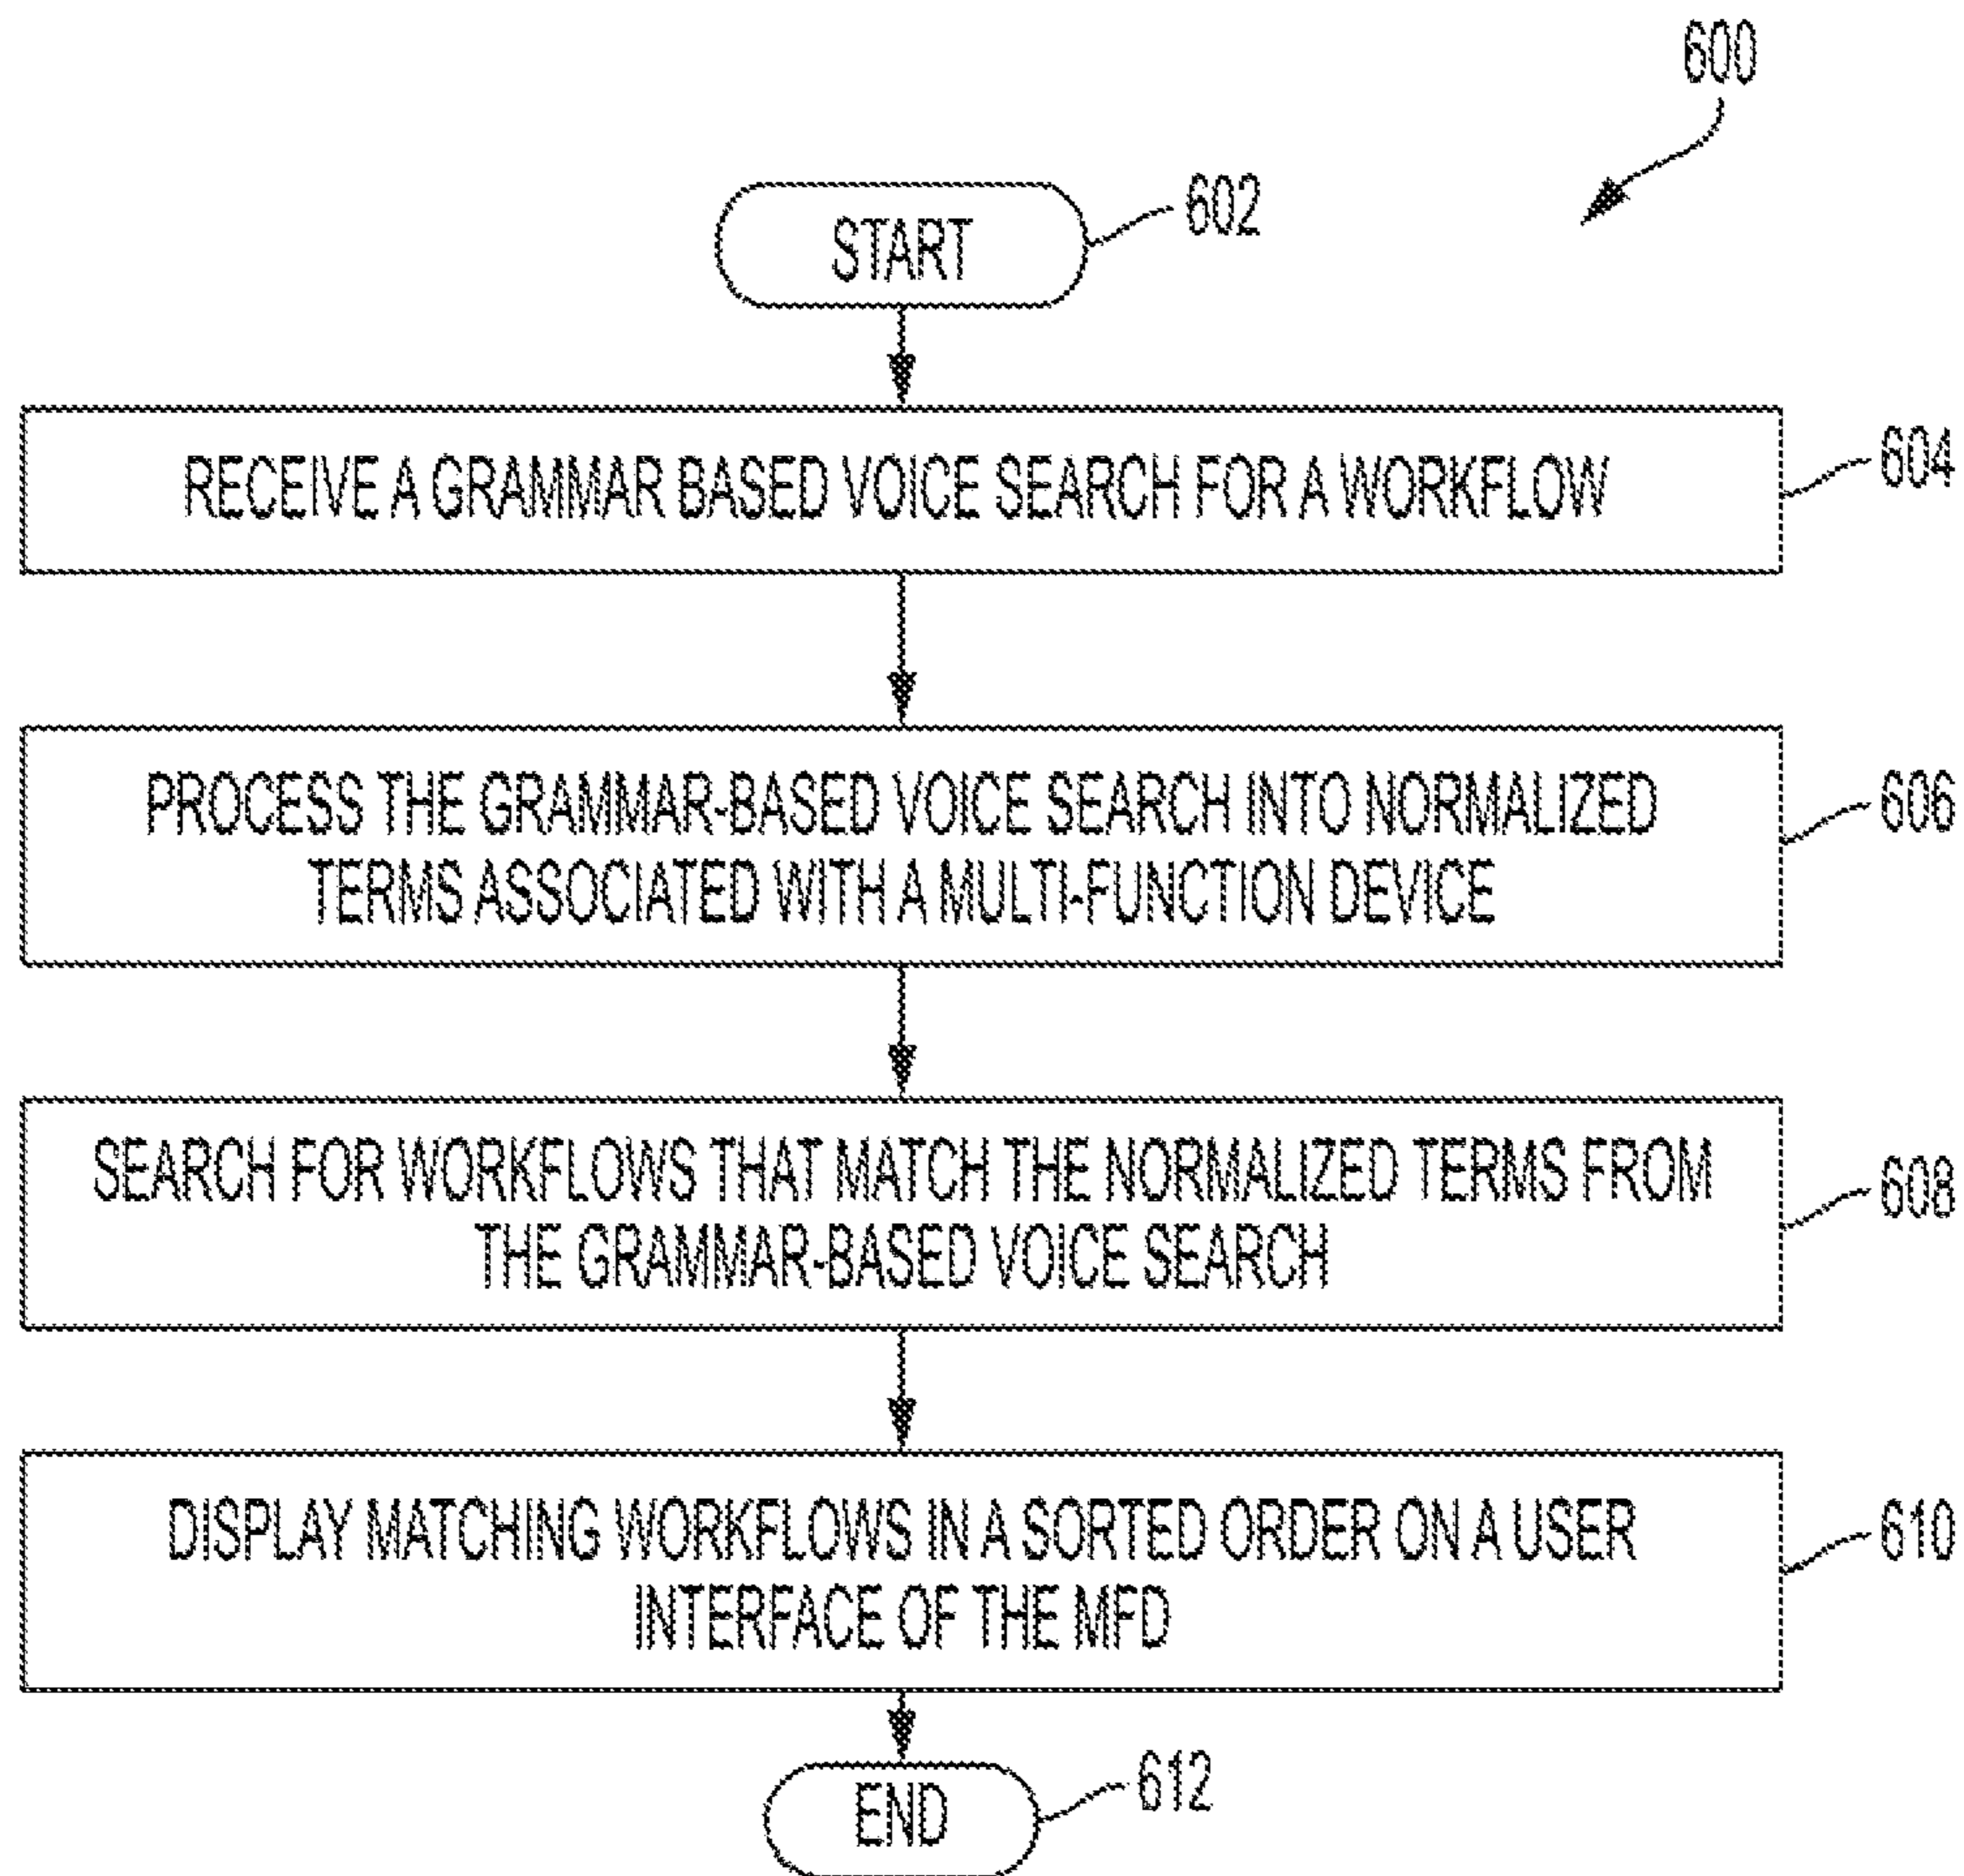 600
START
602
RECEIVE A GRAMMAR BASED VOICE SEARCH FOR A WORKFLOW
604
PROCESS THE GRAMMAR-BASED VOICE SEARCH INTO NORMALIZED
TERMS ASSOCIATED WITH A MULTI-FUNCTION DEVICE
606
SEARCH FOR WORKFLOWS THAT MATCH THE NORMALIZED TERMS FROM
THE GRAMMAR-BASED VOICE SEARCH
608
DISPLAY MATCHING WORKFLOWS IN A SORTED ORDER ON A USER
INTERFACE OF THE MFD
610
END
612